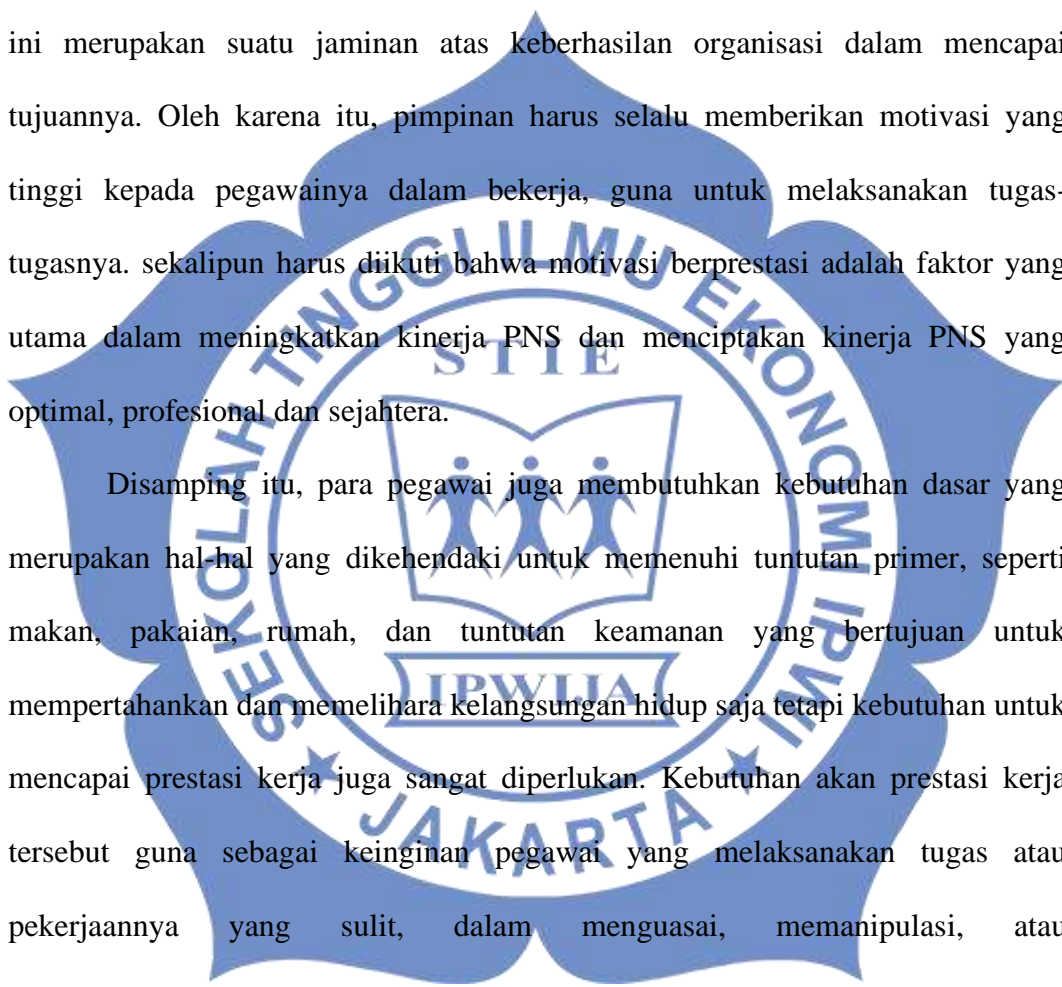 ini merupakan suatu jaminan atas keberhasilan organisasi dalam mencapai
tujuannya. Oleh karena itu, pimpinan harus selalu memberikan motivasi yang
tinggi kepada pegawainya dalam bekerja, guna untuk melaksanakan tugas-
tugasnya. sekalipun harus diikuti bahwa motivasi berprestasi adalah faktor yang
utama dalam meningkatkan kinerja PNS dan menciptakan kinerja PNS yang
optimal, profesional dan sejahtera.
Disamping itu, para pegawai juga membutuhkan kebutuhan dasar yang
merupakan hal-hal yang dikehendaki untuk memenuhi tuntutan primer, seperti
makan, pakaian, rumah, dan tuntutan keamanan yang bertujuan untuk
mempertahankan dan memelihara kelangsungan hidup saja tetapi kebutuhan untuk
mencapai prestasi kerja juga sangat diperlukan. Kebutuhan akan prestasi kerja
tersebut guna sebagai keinginan pegawai yang melaksanakan tugas atau
pekerjaannya yang sulit, dalam menguasai, memanipulasi, atau
SEKOLAH TINGGI ILMU EKONOMI IPWI
JAKARTA
STIE
IPWIJA